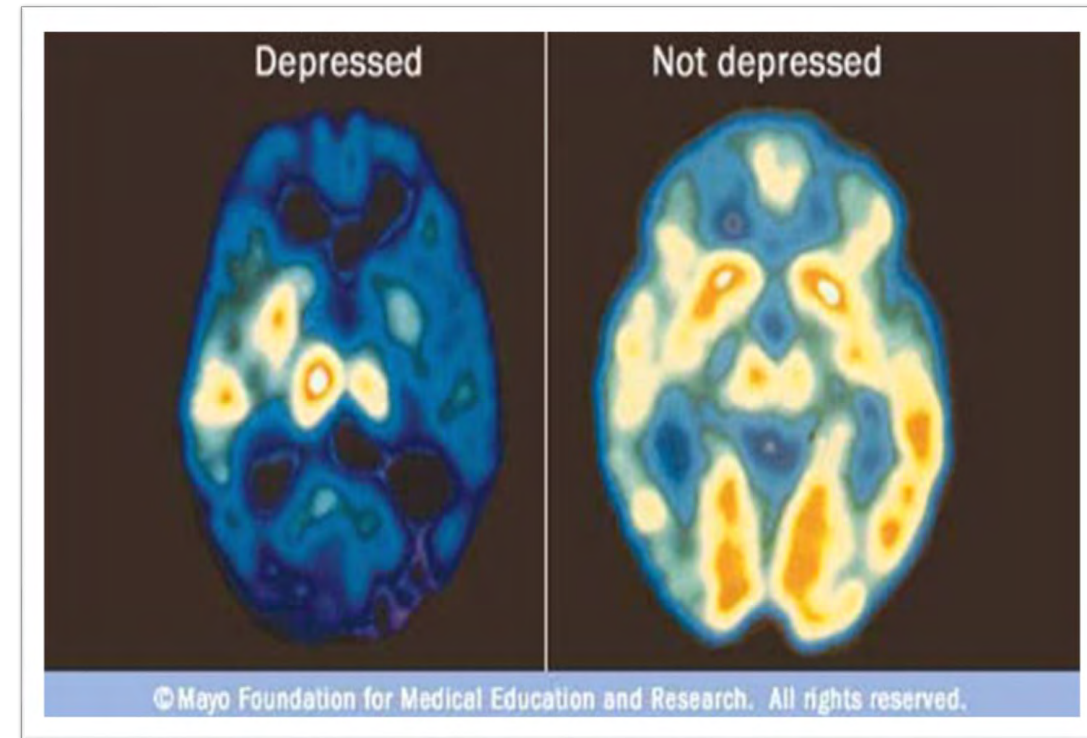 Depressed
Not depressed
© Mayo Foundation for Medical Education and Research. All rights reserved.